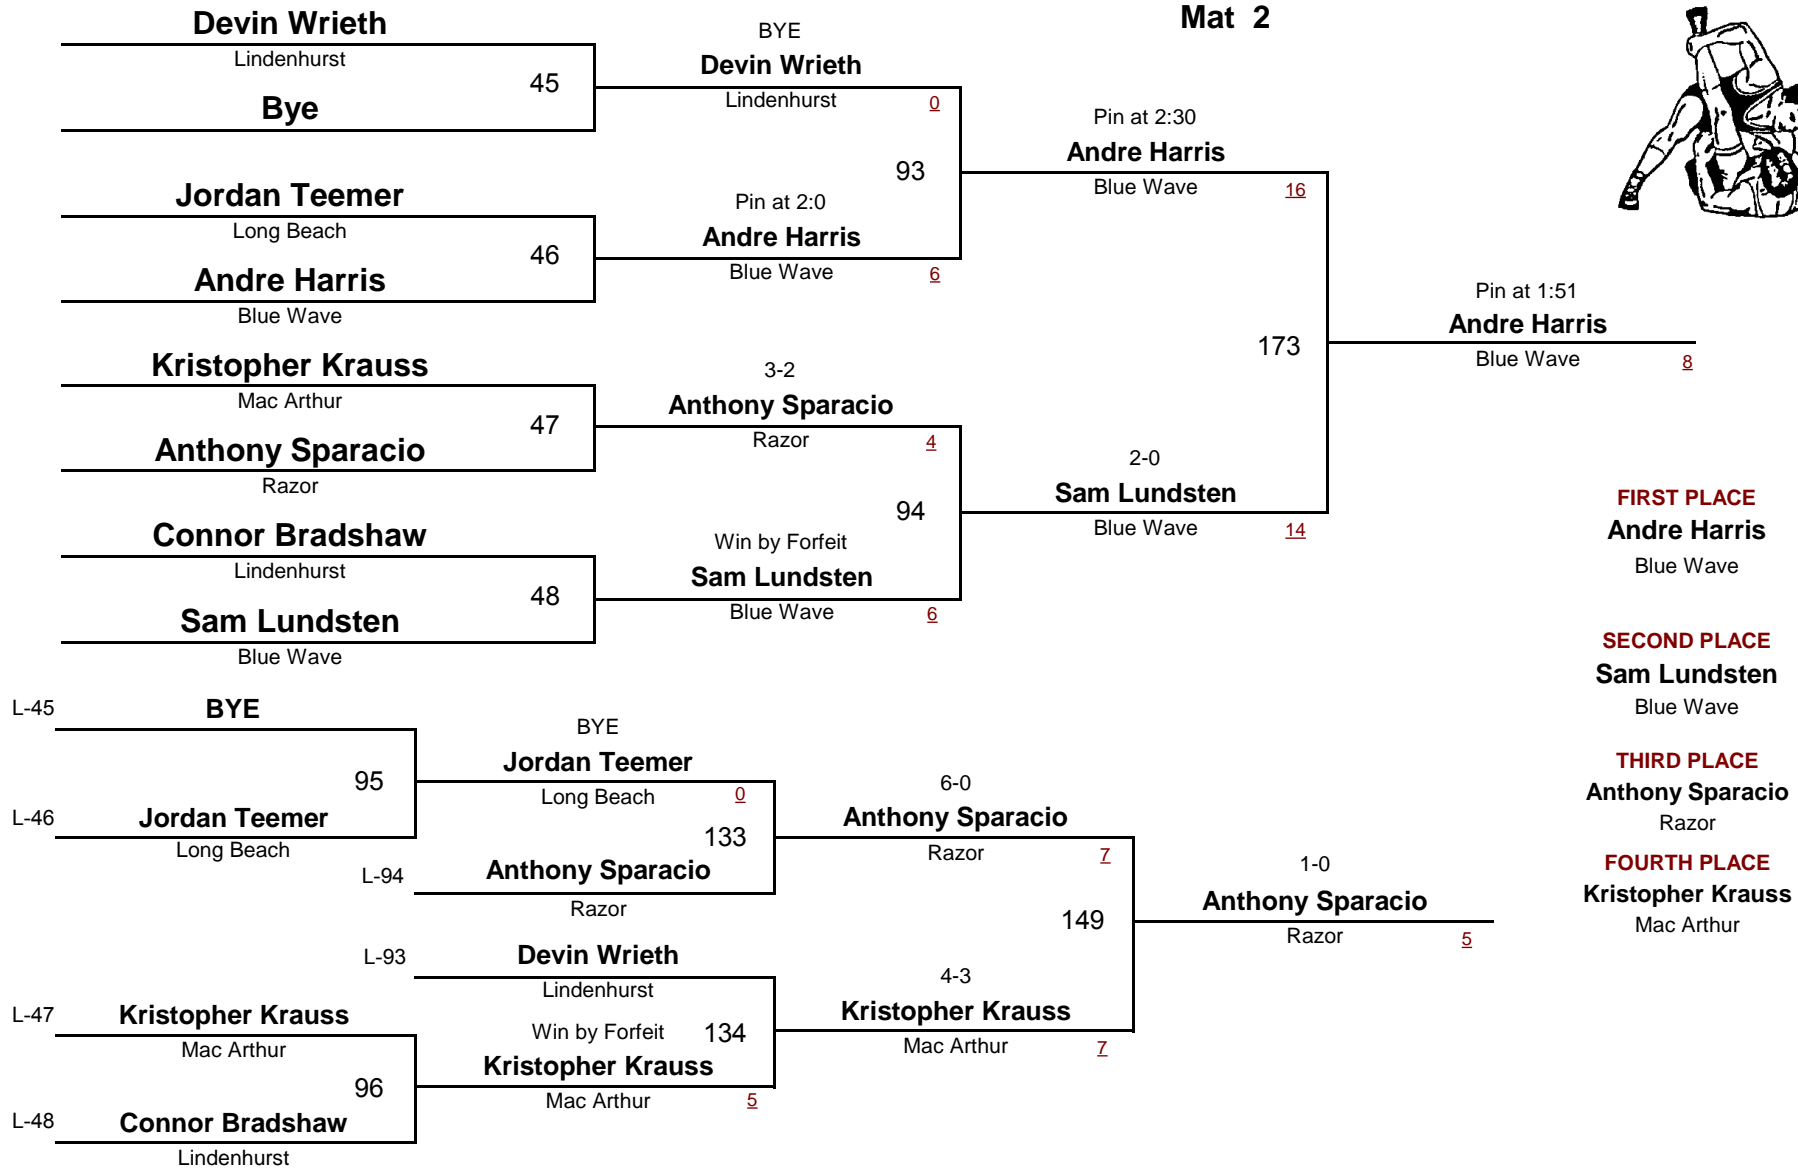 Mat 2
Devin Wrieth
Lindenhurst
45
Bye
Jordan Teemer
Long Beach
46
Andre Harris
Blue Wave
Kristopher Krauss
Mac Arthur
47
Anthony Sparacio
Razor
Connor Bradshaw
Lindenhurst
48
Sam Lundsten
Blue Wave
BYE
Devin Wrieth
Lindenhurst
0
93
Pin at 2:0
Andre Harris
Blue Wave
6
3-2
Anthony Sparacio
Razor
4
94
Win by Forfeit
Sam Lundsten
Blue Wave
6
Pin at 2:30
Andre Harris
Blue Wave
16
173
2-0
Sam Lundsten
Blue Wave
14
Pin at 1:51
Andre Harris
Blue Wave
8
FIRST PLACE
Andre Harris
Blue Wave
SECOND PLACE
Sam Lundsten
Blue Wave
THIRD PLACE
Anthony Sparacio
Razor
FOURTH PLACE
Kristopher Krauss
Mac Arthur
L-45
BYE
95
L-46
Jordan Teemer
Long Beach
BYE
Jordan Teemer
Long Beach
0
133
L-94
Anthony Sparacio
Razor
L-93
Devin Wrieth
Lindenhurst
L-47
Kristopher Krauss
Mac Arthur
96
L-48
Connor Bradshaw
Lindenhurst
Win by Forfeit
134
Kristopher Krauss
Mac Arthur
5
6-0
Anthony Sparacio
Razor
7
149
4-3
Kristopher Krauss
Mac Arthur
7
1-0
Anthony Sparacio
Razor
5